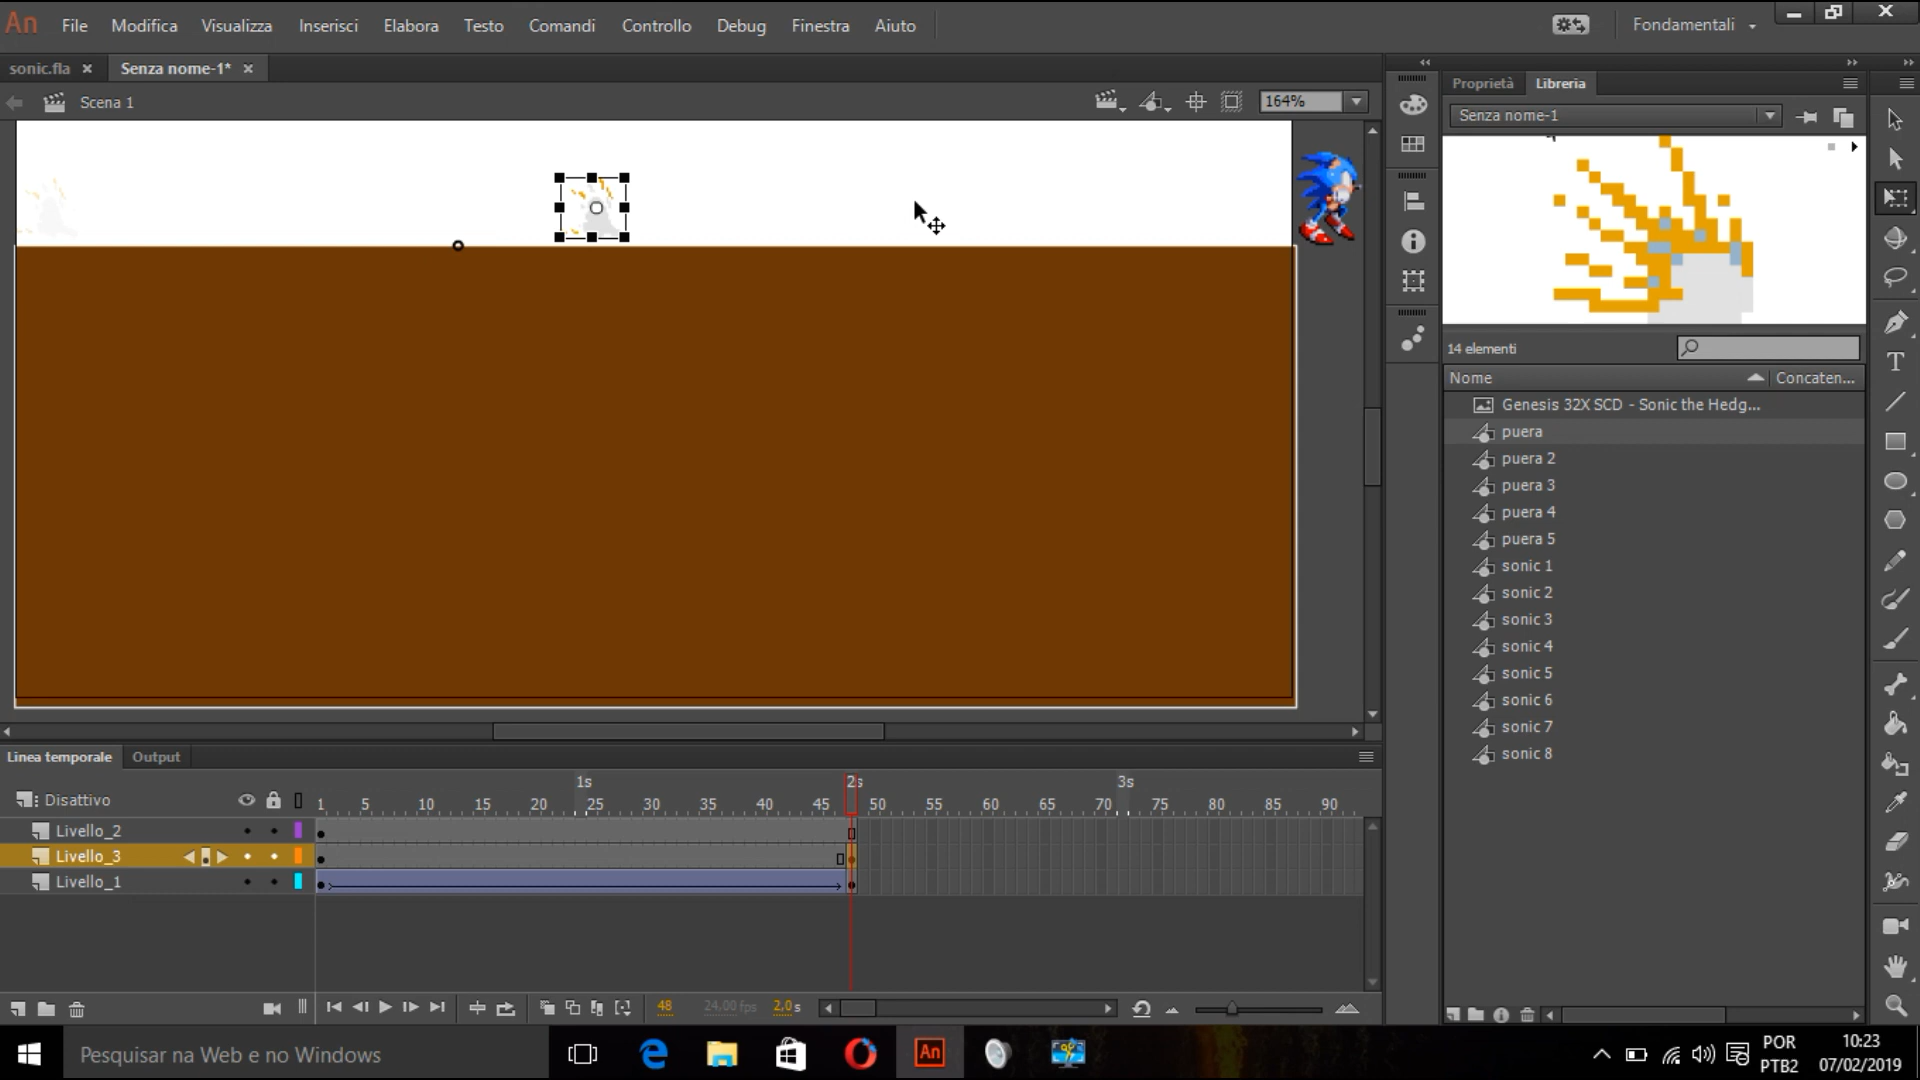 An File Modifica Visualizza Inserisci Elabora Testo Comandi Controllo Debug Finestra Aiuto Fondamentali
sonic.fla Senza nome-1*
Scena 1 164%
Proprietà Libreria
Senza nome-1
14 elementi
Nome Concaten...
Genesis 32X SCD - Sonic the Hedg...
puera
puera 2
puera 3
puera 4
puera 5
sonic 1
sonic 2
sonic 3
sonic 4
sonic 5
sonic 6
sonic 7
sonic 8
Linea temporale Output
1s 2s 3s
Disattivo 1 5 10 15 20 25 30 35 40 45 50 55 60 65 70 75 80 85 90
Livello_2
Livello_3
Livello_1
48 24,00 fps 2,0 s
Pesquisar na Web e no Windows An POR 10:23
PTB2 07/02/2019